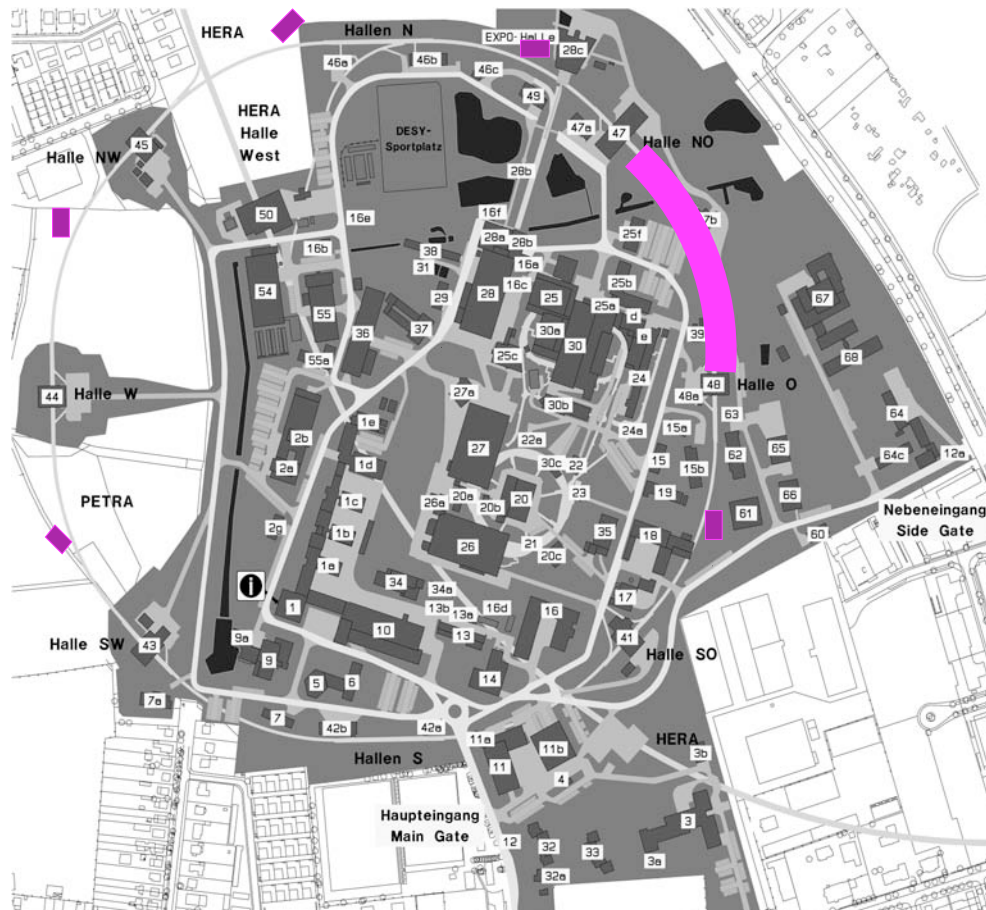 HERA
Hallen N
EXPO-Halle
28c
46a
46b
46c
49
HERA
Halle
West
DESY-
Sportplatz
47a
47
Halle NO
45
Halle NW
28b
50
16e
16f
7b
28a
28b
25f
16b
38
16a
31
16c
54
29
28
25
25b
67
55
25a
d
30a
36
37
e
39
30
68
25c
55a
24
44
Halle W
48
Halle O
27a
48a
1e
30b
63
64
2b
24a
15a
22a
62
65
27
2a
1d
30c
22
15
64c
12a
15b
PETRA
1c
26a
20a
20
23
19
66
20b
61
Nebeneingang
Side Gate
2g
1b
35
60
26
21
18
20c
1a
34
34a
17
1
13b
13a
16d
16
10
13
41
Halle SW
43
9a
9
Halle SO
5
6
14
7a
7
42b
42a
11a
HERA
11b
3b
Hallen S
11
4
Haupteingang
Main Gate
3
12
32
33
3a
32a